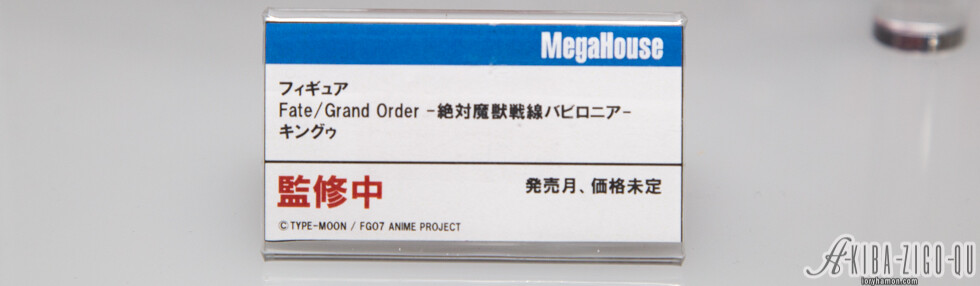 MegaHouse
フィギュア
Fate/Grand Order -絶対魔獣戦線バビロニア-
キングゥ
監修中
発売月、価格未定
© TYPE-MOON / FGO7 ANIME PROJECT
AKIBA-ZIGO-QU